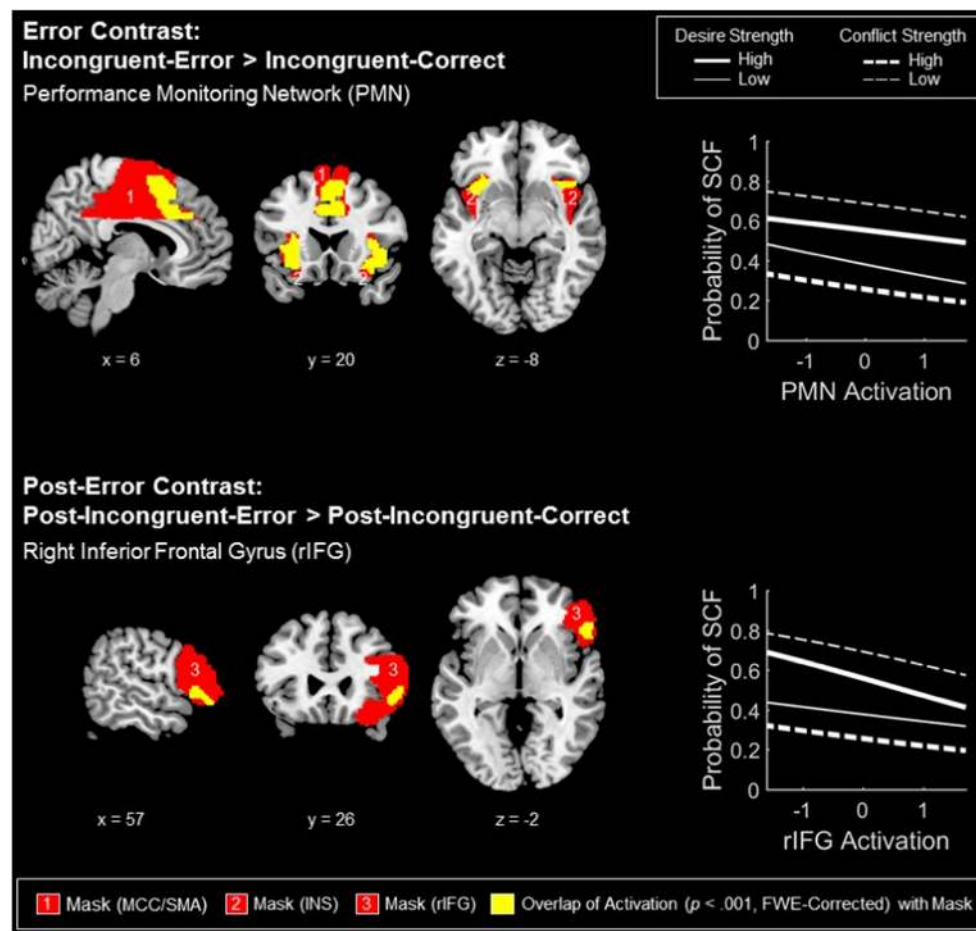 Error Contrast:
Incongruent-Error > Incongruent-Correct
Performance Monitoring Network (PMN)
Desire Strength
High
Low
Conflict Strength
High
Low
1
1
2
2
2
2
x = 6
y = 20
z = -8
Probability of SCF
1
0.8
0.6
0.4
0.2
0
-1
0
1
PMN Activation
Post-Error Contrast:
Post-Incongruent-Error > Post-Incongruent-Correct
Right Inferior Frontal Gyrus (rIFG)
3
3
3
x = 57
y = 26
z = -2
Probability of SCF
1
0.8
0.6
0.4
0.2
0
-1
0
1
rIFG Activation
1 Mask (MCC/SMA) 2 Mask (INS) 3 Mask (rIFG) Overlap of Activation (p < .001, FWE-Corrected) with Mask